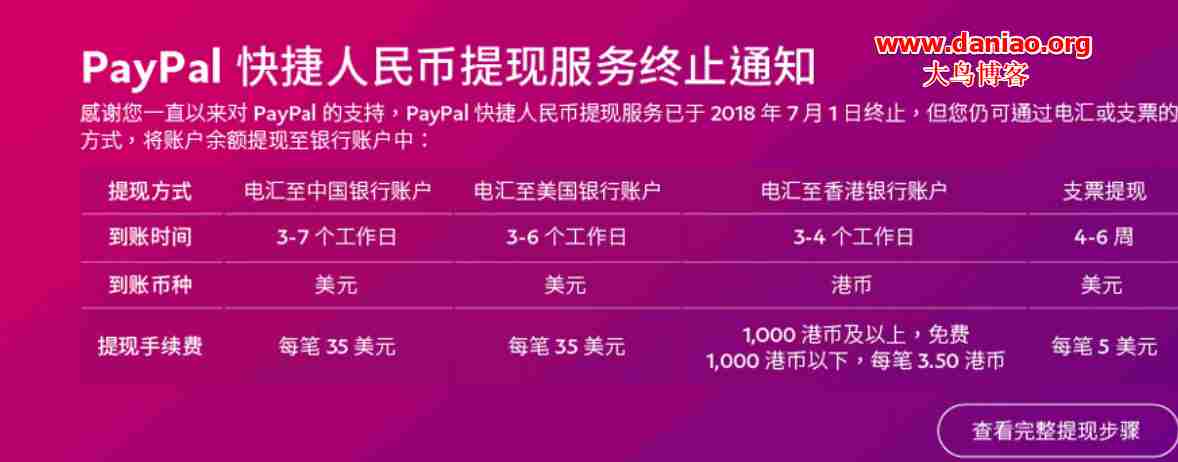 www.daniao.org
大鸟博客
PayPal 快捷人民币提现服务终止通知
感谢您一直以来对 PayPal 的支持，PayPal 快捷人民币提现服务已于 2018 年 7 月 1 日终止，但您仍可通过电汇或支票的
方式，将账户余额提现至银行账户中：
提现方式 电汇至中国银行账户 电汇至美国银行账户 电汇至香港银行账户 支票提现
到账时间 3-7 个工作日 3-6 个工作日 3-4 个工作日 4-6 周
到账币种 美元 美元 港币 美元
提现手续费 每笔 35 美元 每笔 35 美元 1,000 港币及以上，免费 每笔 5 美元
1,000 港币以下，每笔 3.50 港币
查看完整提现步骤